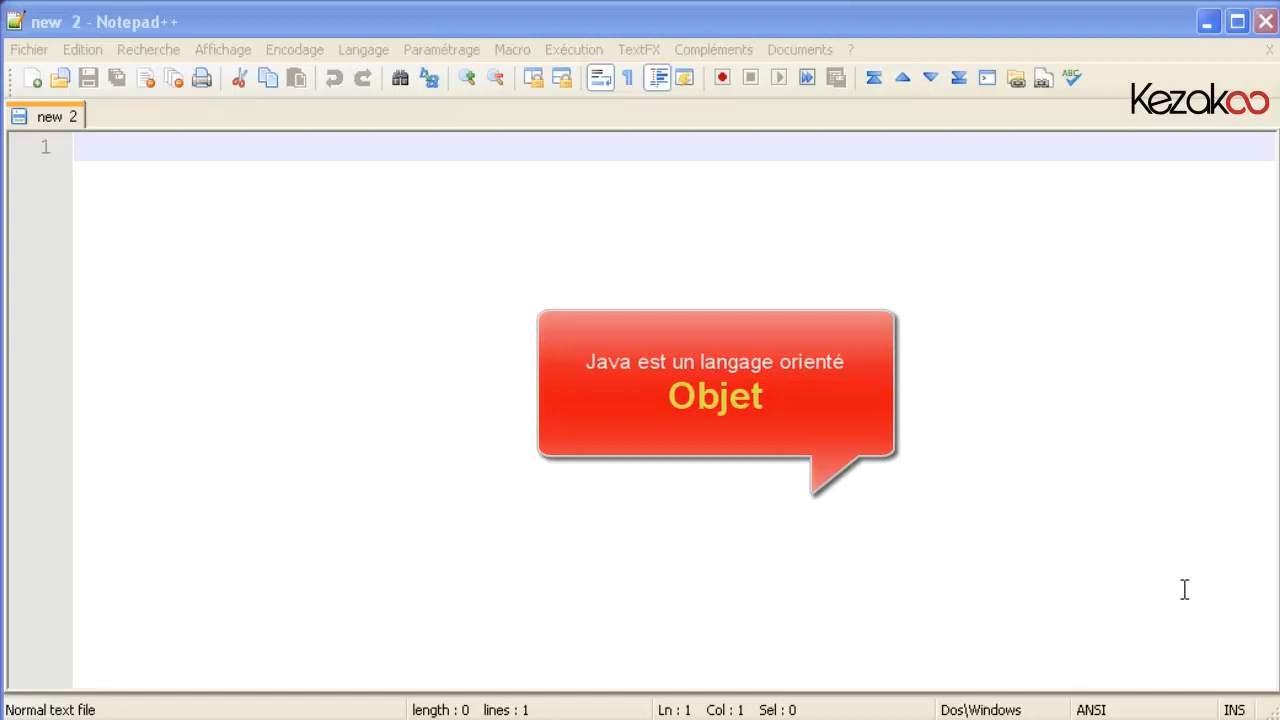 new 2 - Notepad++
Fichier Edition Recherche Affichage Encodage Langage Paramétrage Macro Exécution TextFX Compléments Documents ? X
Kezakoo
new 2
1
Java est un langage orienté
Objet
Normal text file length : 0 lines : 1 Ln : 1 Col : 1 Sel : 0 Dos\Windows ANSI INS